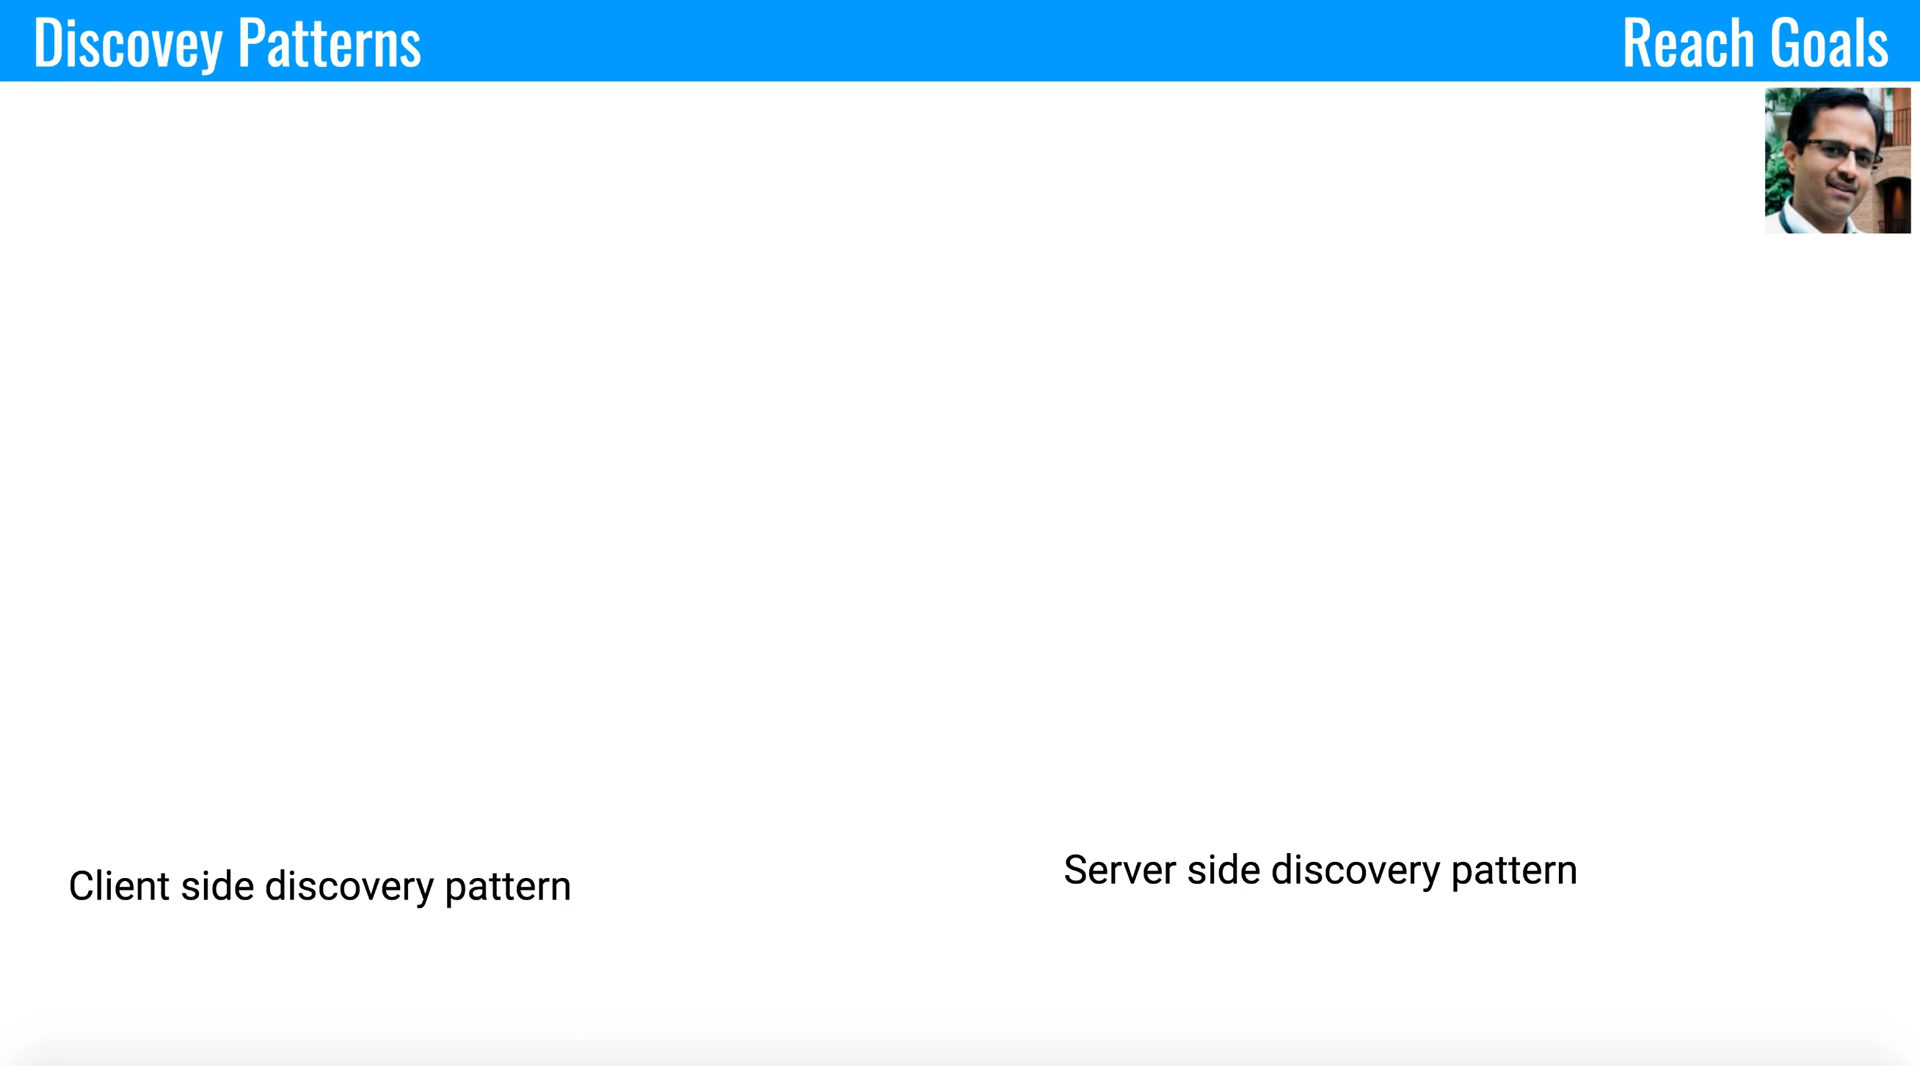 Discovey Patterns
Reach Goals
Client side discovery pattern
Server side discovery pattern